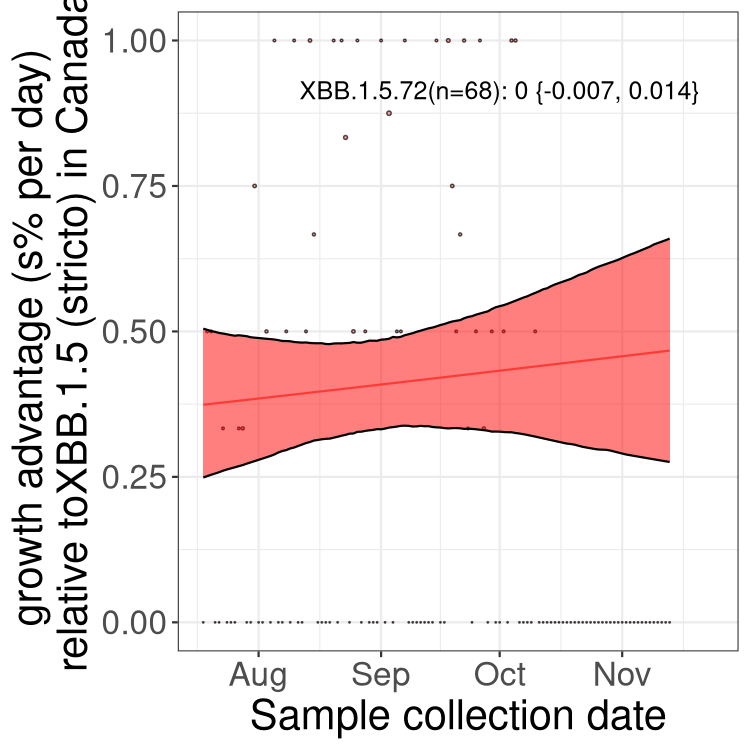 growth advantage (s% per day)
relative toXBB.1.5 (stricto) in Canada
1.00
XBB.1.5.72(n=68): 0 {-0.007, 0.014}
0.75
0.50
0.25
0.00
Aug Sep Oct Nov
Sample collection date